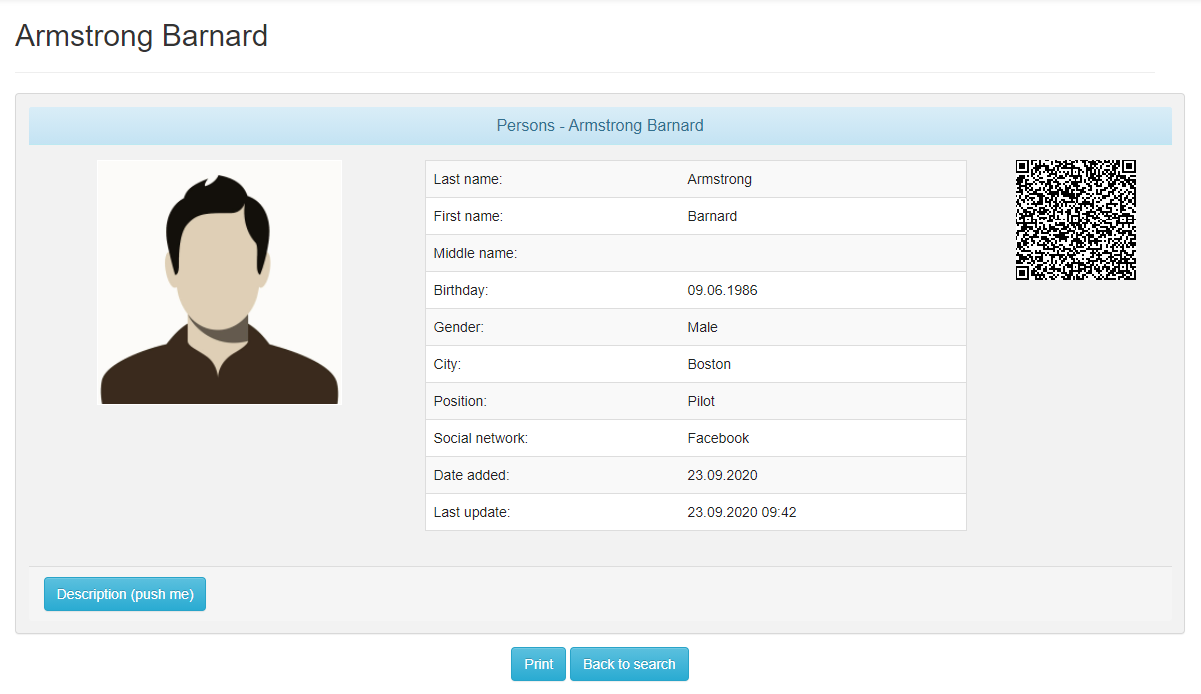 Armstrong Barnard
Persons - Armstrong Barnard
Last name: Armstrong
First name: Barnard
Middle name:
Birthday: 09.06.1986
Gender: Male
City: Boston
Position: Pilot
Social network: Facebook
Date added: 23.09.2020
Last update: 23.09.2020 09:42
Description (push me)
Print Back to search